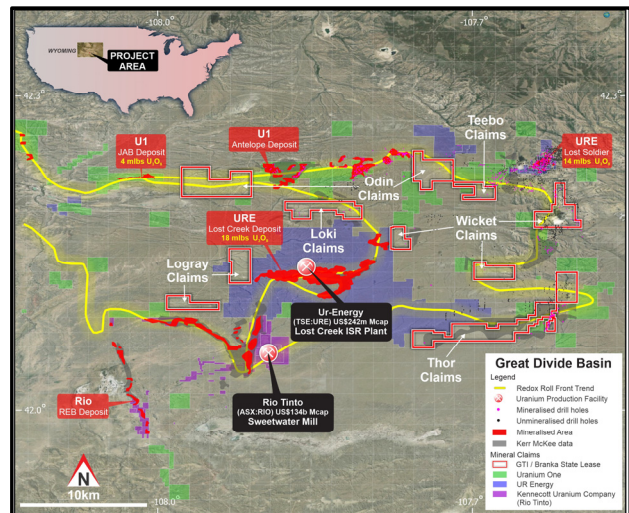 -108.0°
-107.7°
WYOMING
PROJECT
AREA
-42.3°
42.3°
Teebo
Claims
U1
JAB Deposit
4 mlbs U₃O₈
U1
Antelope Deposit
URE
Lost Soldier
14 mlbs U₃O₈
Odin
Claims
URE
Lost Creek Deposit
18 mlbs U₃O₈
Loki
Claims
Wicket
Claims
Logray
Claims
Ur-Energy
(TSE:URE) US$242m Mcap
Lost Creek ISR Plant
Thor
Claims
Rio Tinto
(ASX:RIO) US$134b Mcap
Sweetwater Mill
Rio
REB Deposit
-42.0°
N
10km
-108.0°
-107.7°
Great Divide Basin
Legend
Redox Roll Front Trend
Uranium Production Facility
Mineralised drill holes
Unmineralised drill holes
Mineralised Area
Kerr McKee data
Mineral Claims
GTI / Branka State Lease
Uranium One
UR Energy
Kennecott Uranium Company
(Rio Tinto)